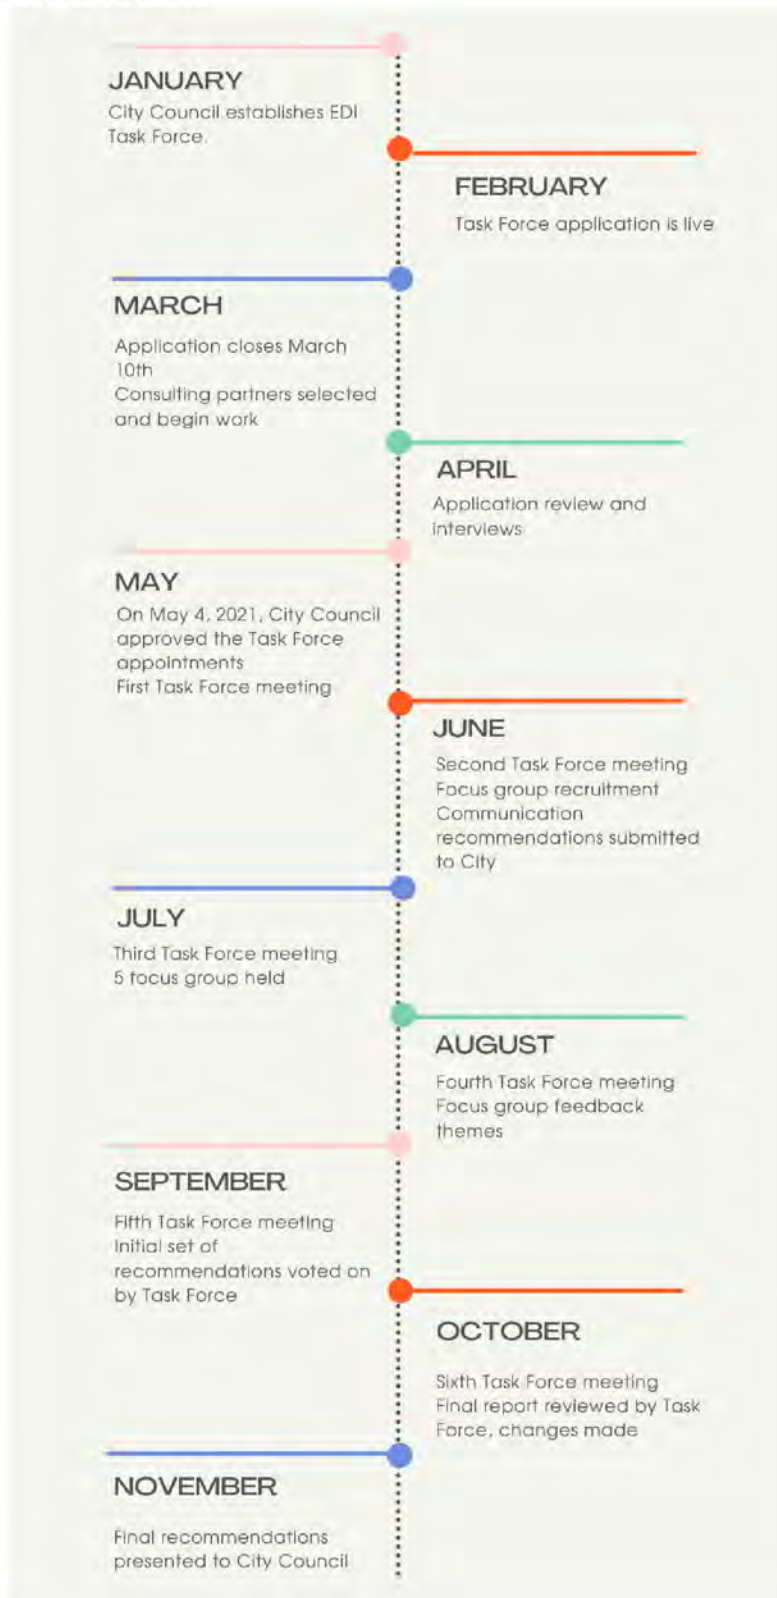 JANUARY
City Council establishes EDI
Task Force.
FEBRUARY
Task Force application is live
MARCH
Application closes March
10th
Consulting partners selected
and begin work
APRIL
Application review and
interviews
MAY
On May 4, 2021, City Council
approved the Task Force
appointments
First Task Force meeting
JUNE
Second Task Force meeting
Focus group recruitment
Communication
recommendations submitted
to City
JULY
Third Task Force meeting
5 focus group held
AUGUST
Fourth Task Force meeting
Focus group feedback
themes
SEPTEMBER
Fifth Task Force meeting
Initial set of
recommendations voted on
by Task Force
OCTOBER
Sixth Task Force meeting
Final report reviewed by Task
Force, changes made
NOVEMBER
Final recommendations
presented to City Council